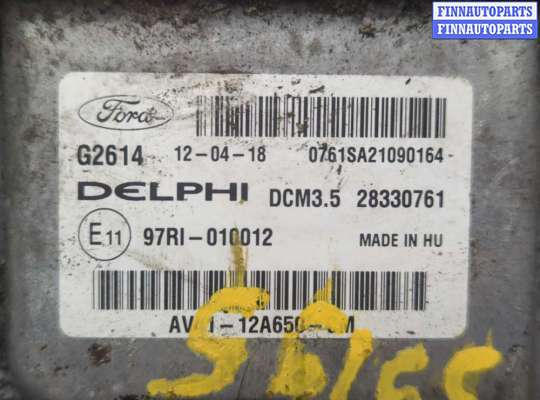 FINNAUTOPARTS
FINNAUTOPARTS
Ford
G2614 12-04-18 0761SA21090164
DELPHI DCM3.5 28330761
E11 97RI-010012 MADE IN HU